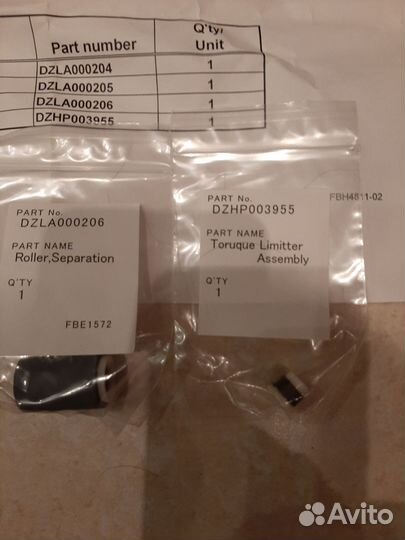 Part number
Q'ty/
Unit
DZLA000204 1
DZLA000205 1
DZLA000206 1
DZHP003955 1
PART No.
DZLA000206
PART NAME
Roller,Separation
Q'TY
1
FBE1572
PART No.
DZHP003955
PART NAME
Toruque Limitter
Assembly
Q'TY
1
FBH4811-02
Avito